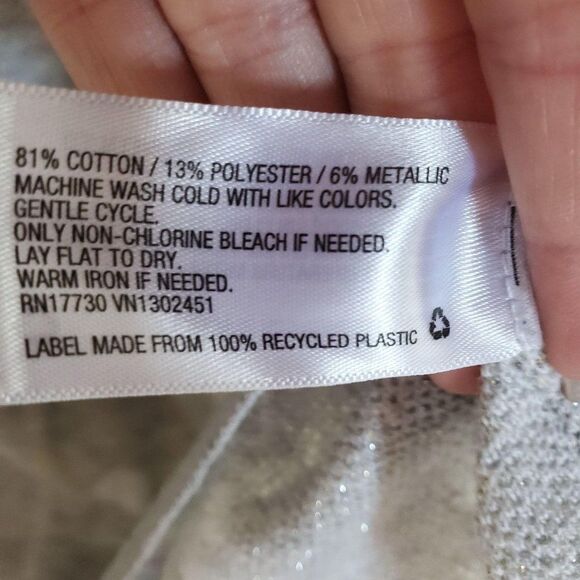 81% COTTON / 13% POLYESTER / 6% METALLIC
MACHINE WASH COLD WITH LIKE COLORS.
GENTLE CYCLE.
ONLY NON-CHLORINE BLEACH IF NEEDED.
LAY FLAT TO DRY.
WARM IRON IF NEEDED.
RN17730 VN1302451
LABEL MADE FROM 100% RECYCLED PLASTIC